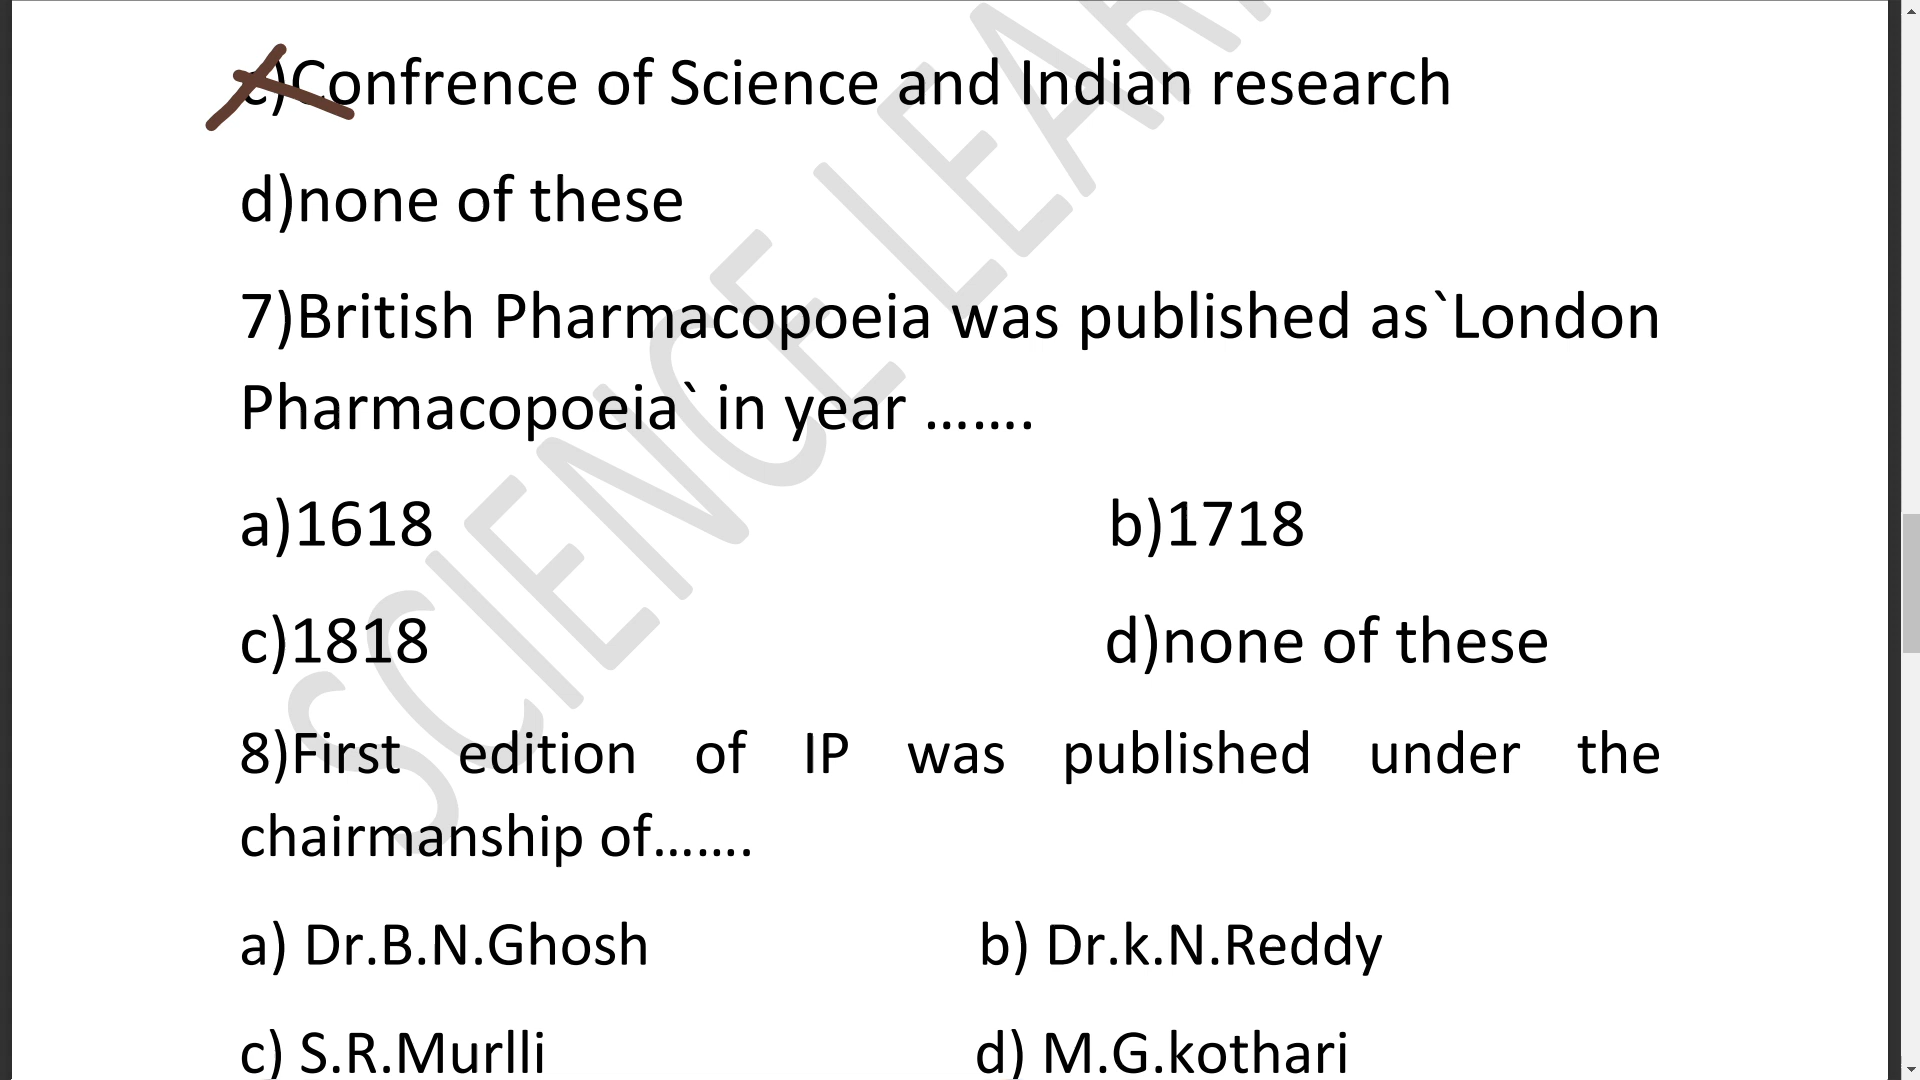 c)Confrence of Science and Indian research
d)none of these
7)British Pharmacopoeia was published as`London
Pharmacopoeia` in year .......
a)1618 b)1718
c)1818 d)none of these
8)First edition of IP was published under the
chairmanship of.......
a) Dr.B.N.Ghosh b) Dr.k.N.Reddy
c) S.R.Murlli d) M.G.kothari
SCIENCE LEAR